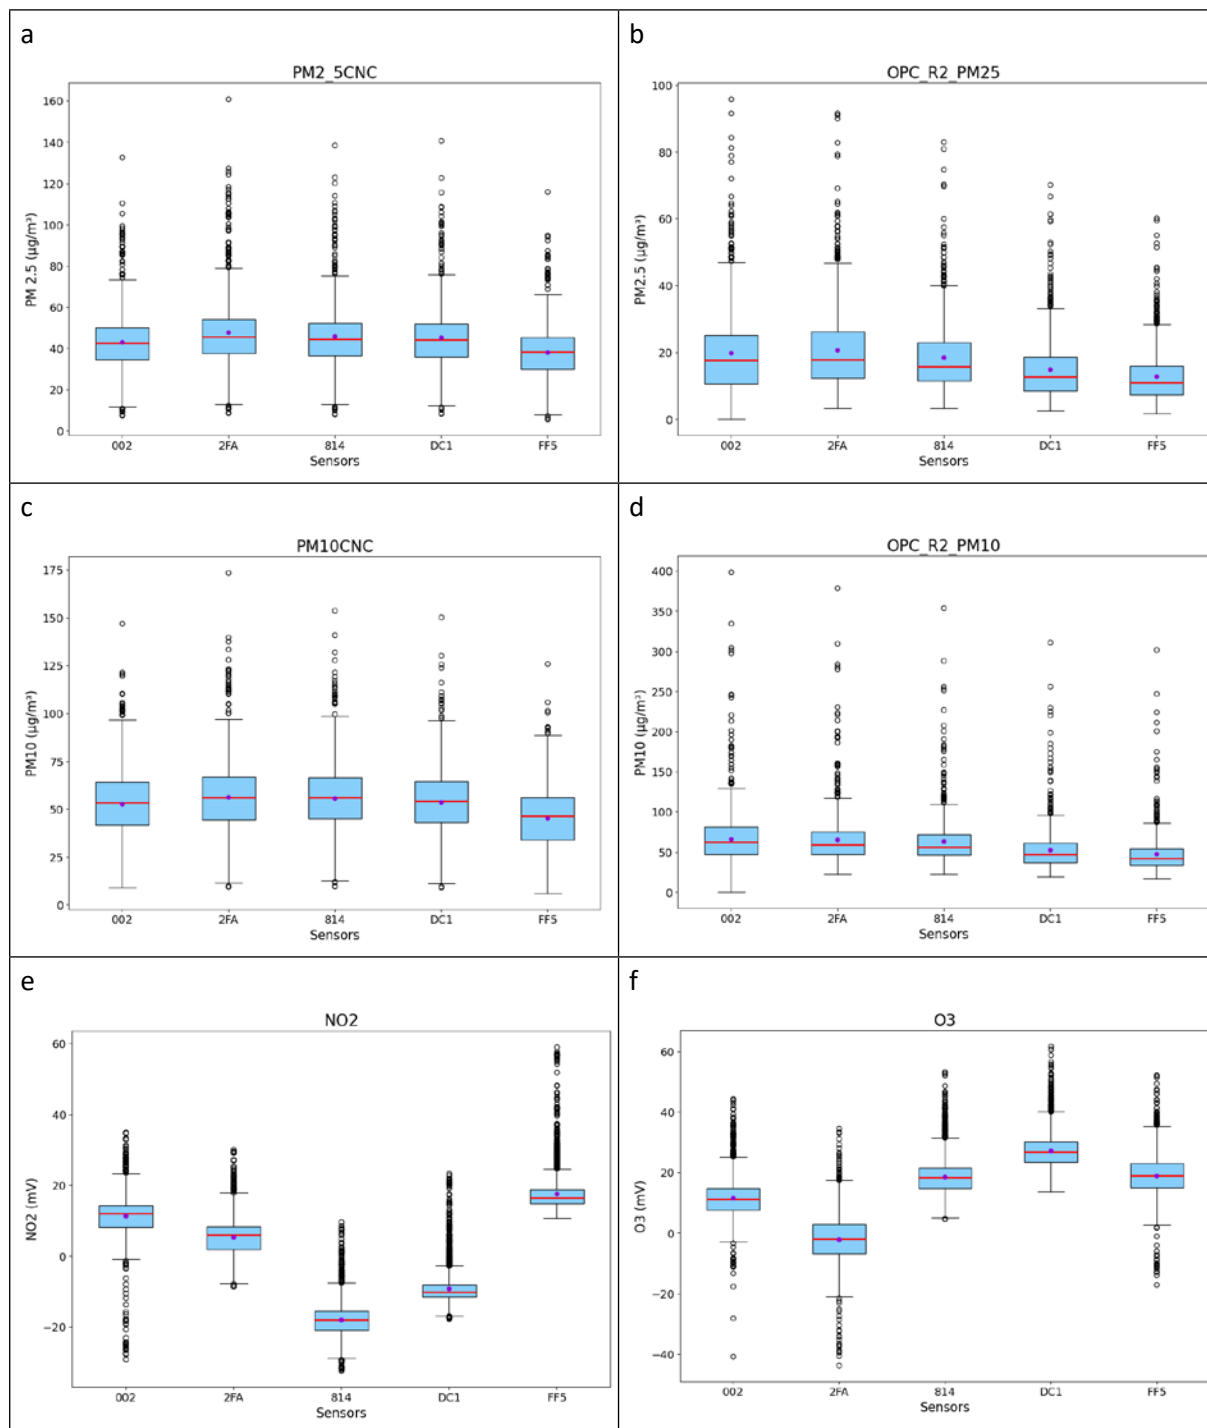 a
PM2_5CNC
PM 2.5 (µg/m³)
160
140
120
100
80
60
40
20
0
002 2FA 814 DC1 FF5
Sensors
b
OPC_R2_PM25
PM2.5 (µg/m³)
100
80
60
40
20
0
002 2FA 814 DC1 FF5
Sensors
c
PM10CNC
PM10 (µg/m³)
175
150
125
100
75
50
25
0
002 2FA 814 DC1 FF5
Sensors
d
OPC_R2_PM10
PM10 (µg/m³)
400
350
300
250
200
150
100
50
0
002 2FA 814 DC1 FF5
Sensors
e
NO2
NO2 (mV)
60
40
20
0
−20
002 2FA 814 DC1 FF5
Sensors
f
O3
O3 (mV)
60
40
20
0
−20
−40
002 2FA 814 DC1 FF5
Sensors